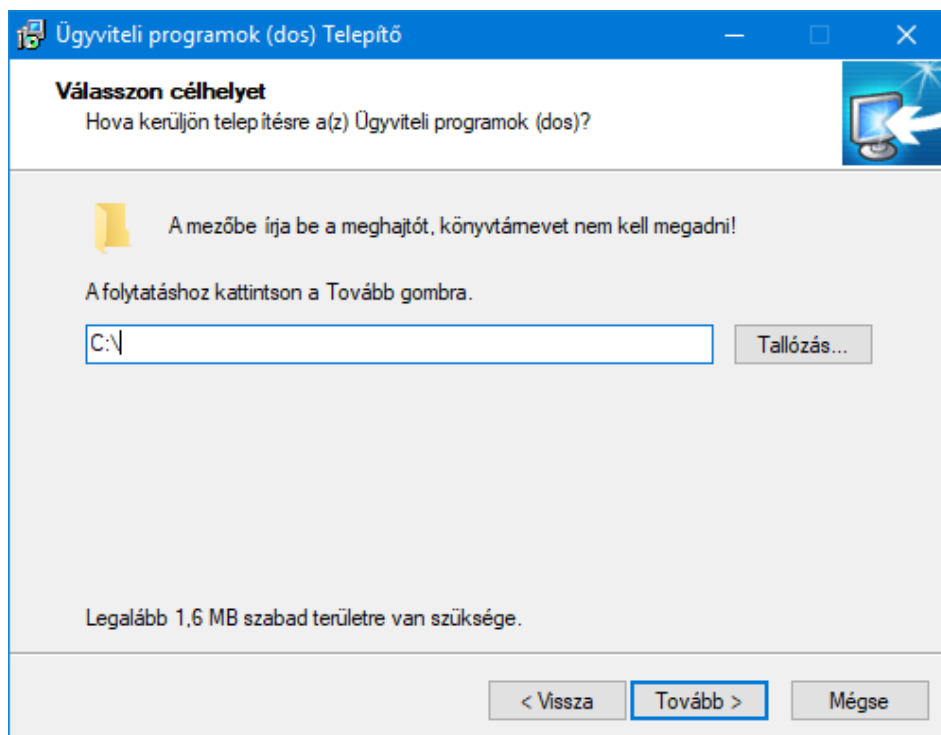 Ügyviteli programok (dos) Telepítő
Válasszon célhelyet
Hova kerüljön telepítésre a(z) Ügyviteli programok (dos)?
A mezőbe írja be a meghajtót, könyvtárnevet nem kell megadni!
A folytatáshoz kattintson a Tovább gombra.
C:\
Tallózás...
Legalább 1,6 MB szabad területre van szüksége.
< Vissza
Tovább >
Mégse